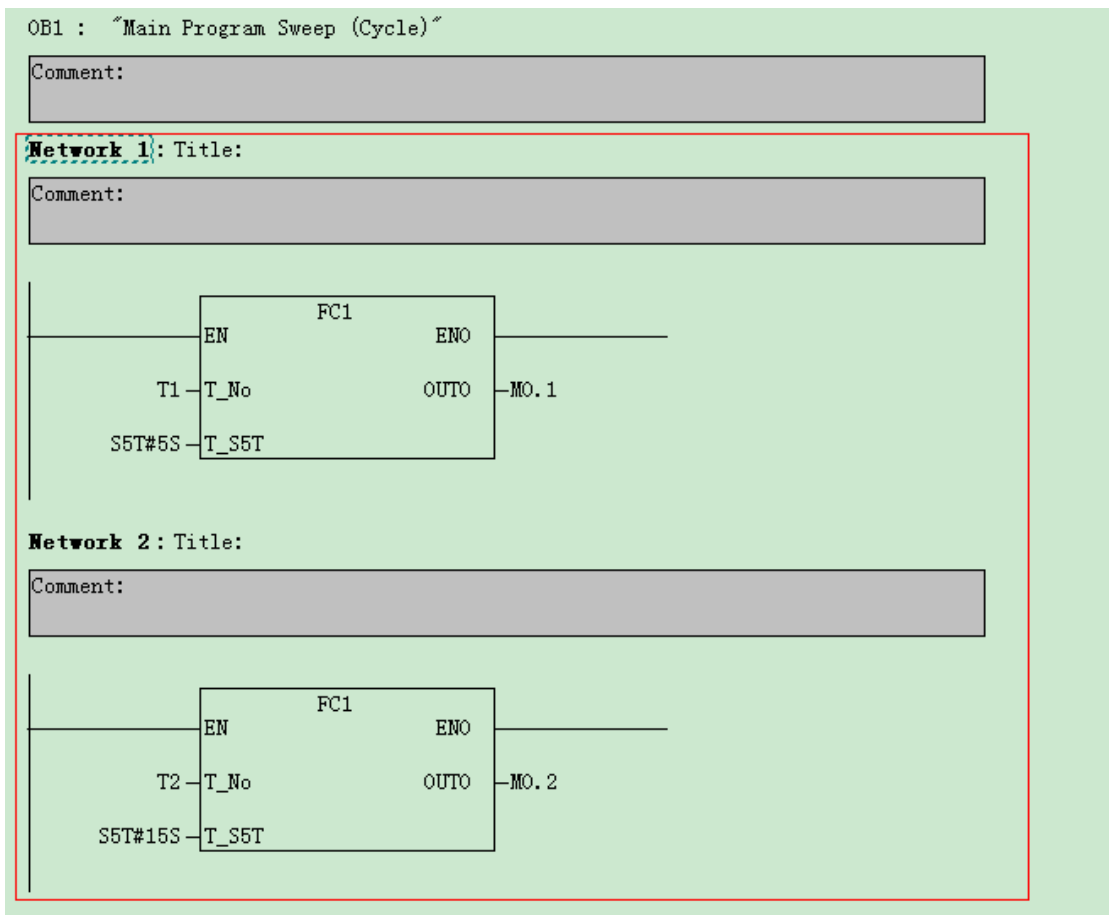 OB1 : "Main Program Sweep (Cycle)"
Comment:
Network 1: Title:
Comment:
FC1
EN ENO
T1 T_No OUT0 M0.1
S5T#5S T_S5T
Network 2: Title:
Comment:
FC1
EN ENO
T2 T_No OUT0 M0.2
S5T#15S T_S5T